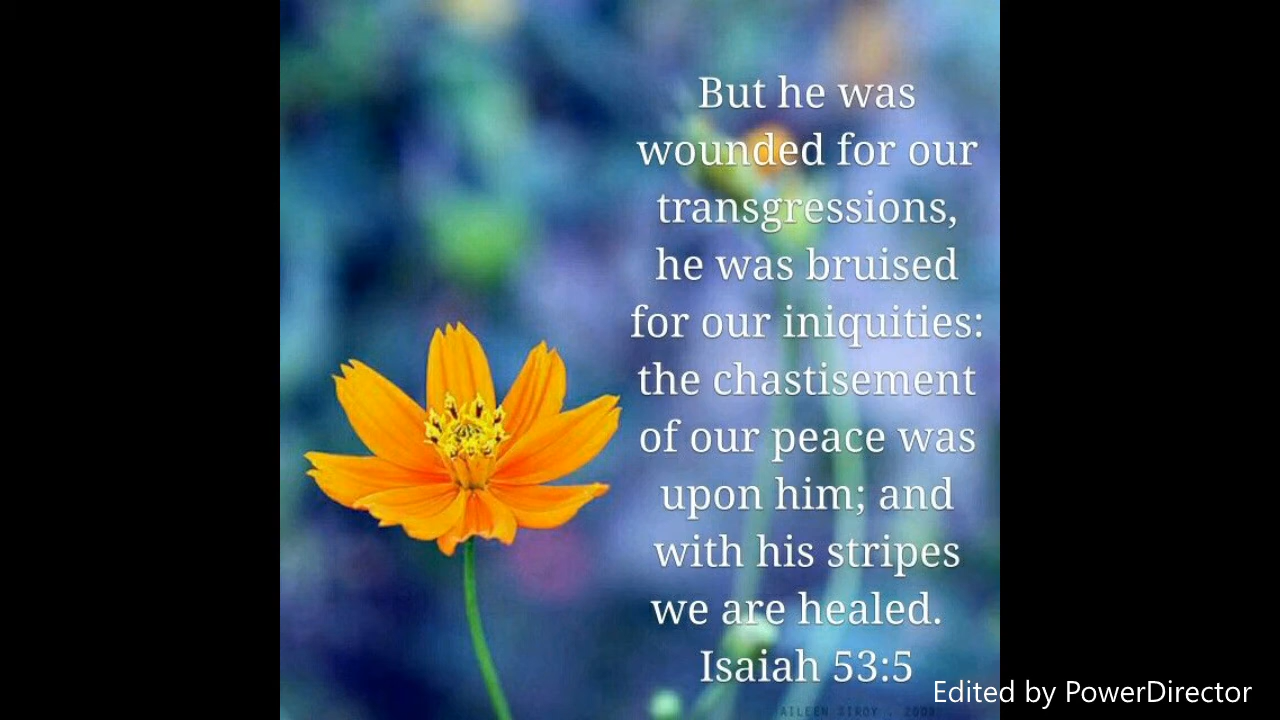 But he was
wounded for our
transgressions,
he was bruised
for our iniquities:
the chastisement
of our peace was
upon him; and
with his stripes
we are healed.
Isaiah 53:5
Edited by PowerDirector